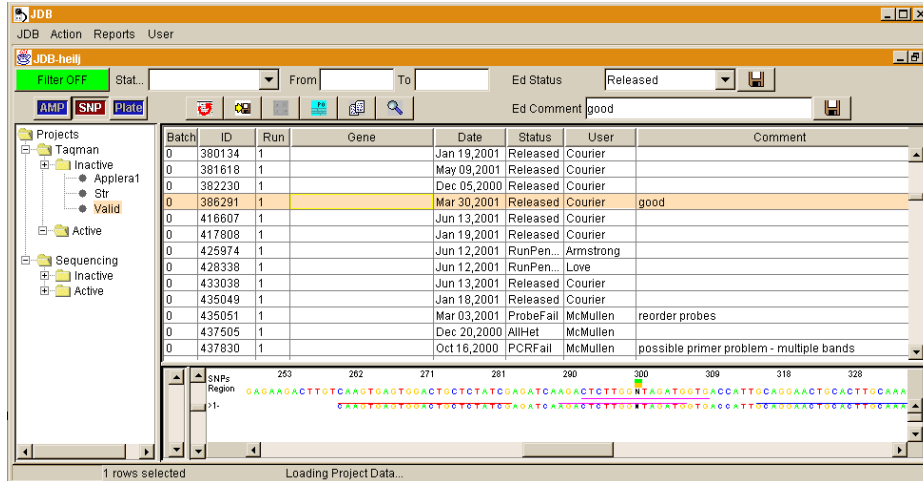 JDB
JDB Action Reports User
JDB-heilj
Filter OFF Stat... From To Ed Status Released
AMP SNP Plate Ed Comment good
Projects
Taqman
Inactive
Applera1
Str
Valid
Active
Sequencing
Inactive
Active
Batch ID Run Gene Date Status User Comment
0 380134 1 Jan 19,2001 Released Courier
0 381618 1 May 09,2001 Released Courier
0 382230 1 Dec 05,2000 Released Courier
0 386291 1 Mar 30,2001 Released Courier good
0 416607 1 Jun 13,2001 Released Courier
0 417808 1 Jan 19,2001 Released Courier
0 425974 1 Jun 12,2001 RunPen... Armstrong
0 428338 1 Jun 12,2001 RunPen... Love
0 433038 1 Jun 13,2001 Released Courier
0 435049 1 Jan 18,2001 Released Courier
0 435051 1 Mar 03,2001 ProbeFail McMullen reorder probes
0 437505 1 Dec 20,2000 AllHet McMullen
0 437830 1 Oct 16,2000 PCRFail McMullen possible primer problem - multiple bands
253 262 271 281 290 300 309 318 328
SNPs
Region GAGAAGACTTGTCAAGTGAGTGGACTGCTCTATCGAGATCAAGGACTCTTGGNTAGATGGTGACCATTGCAGGAACTGCACTTGCAAA
>1- CAAGTGAGTGGACTGCTCTATCGAGATCAAGGACTCTTGGNTAGATGGTGACCATTGCAGGAACTGCACTTGCAAA
1 rows selected Loading Project Data...